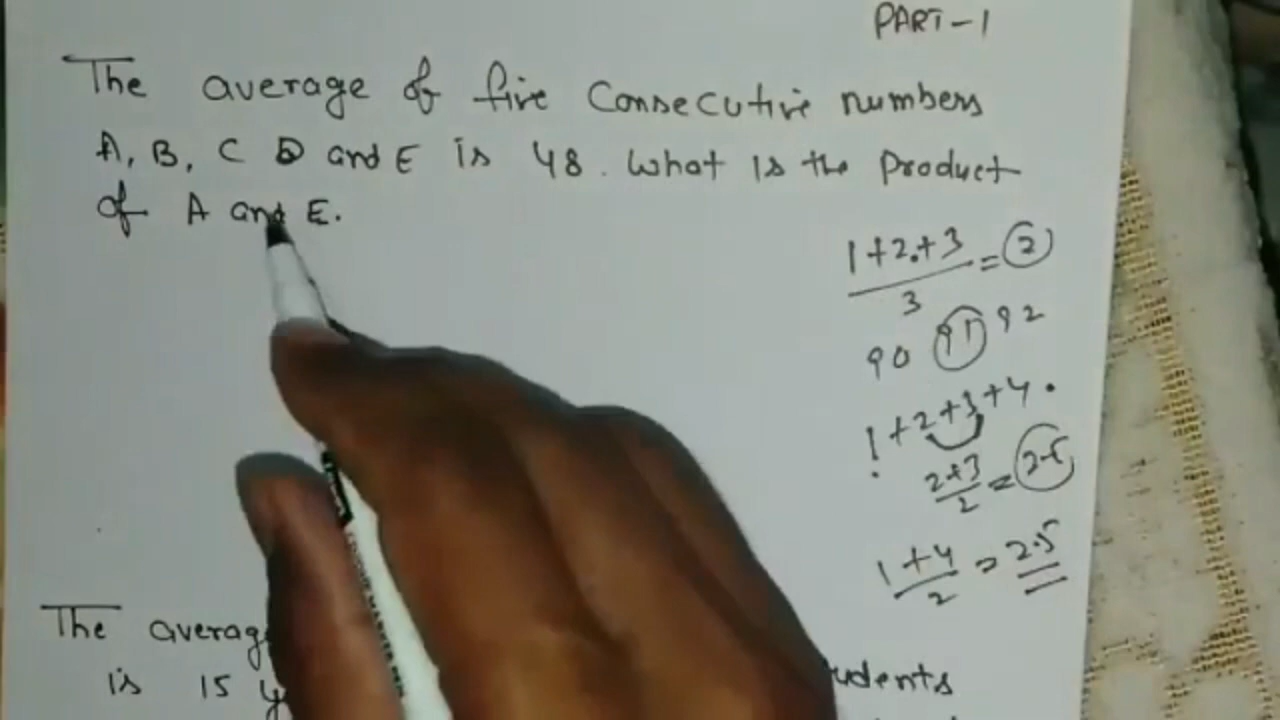 PART-1
The average of five Consecutive numbers
A, B, C D and E is 48. What is the Product
of A and E.
1+2+3
3
= 2
90 91 92
1+2+3+4.
2+3
2
= 2.5
1+4
2
= 2.5
The averag
is 15 udents